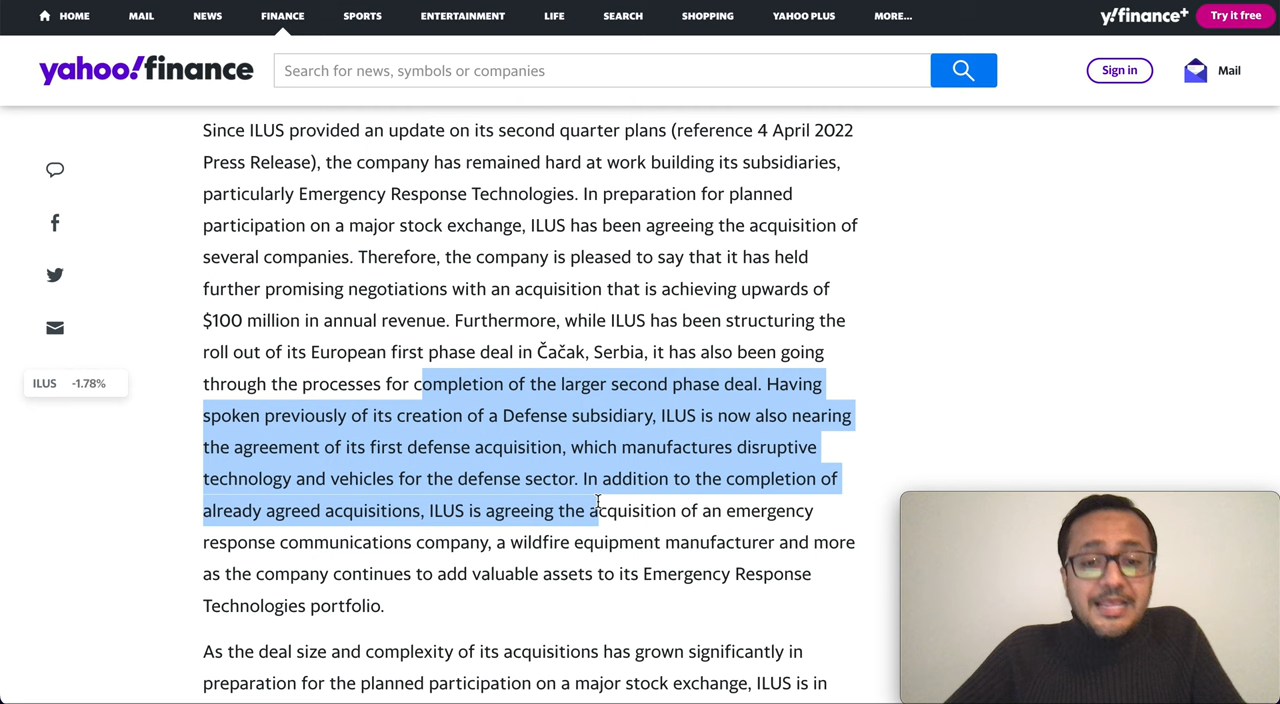 HOME MAIL NEWS FINANCE SPORTS ENTERTAINMENT LIFE SEARCH SHOPPING YAHOO PLUS MORE... y!finance+ Try it free
yahoo!finance Search for news, symbols or companies Sign in Mail
Since ILUS provided an update on its second quarter plans (reference 4 April 2022
Press Release), the company has remained hard at work building its subsidiaries,
particularly Emergency Response Technologies. In preparation for planned
participation on a major stock exchange, ILUS has been agreeing the acquisition of
several companies. Therefore, the company is pleased to say that it has held
further promising negotiations with an acquisition that is achieving upwards of
$100 million in annual revenue. Furthermore, while ILUS has been structuring the
roll out of its European first phase deal in Čačak, Serbia, it has also been going
through the processes for completion of the larger second phase deal. Having
spoken previously of its creation of a Defense subsidiary, ILUS is now also nearing
the agreement of its first defense acquisition, which manufactures disruptive
technology and vehicles for the defense sector. In addition to the completion of
already agreed acquisitions, ILUS is agreeing the acquisition of an emergency
response communications company, a wildfire equipment manufacturer and more
as the company continues to add valuable assets to its Emergency Response
Technologies portfolio.
As the deal size and complexity of its acquisitions has grown significantly in
preparation for the planned participation on a major stock exchange, ILUS is in
ILUS -1.78%